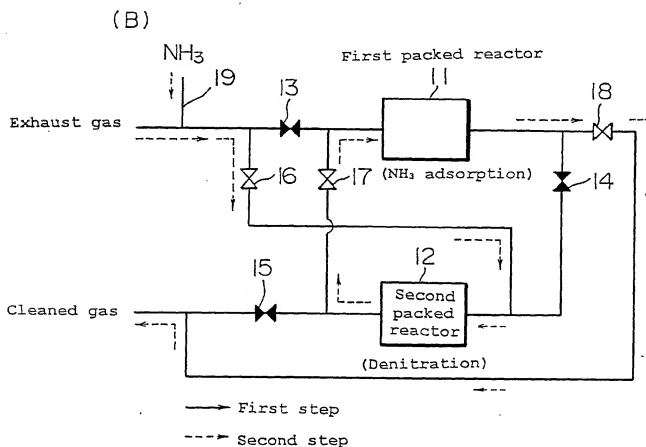 (B)
NH₃
19
13
First packed reactor
11
18
Exhaust gas
16
17
(NH₃ adsorption)
14
12
15
Cleaned gas
Second
packed
reactor
(Denitration)
First step
Second step